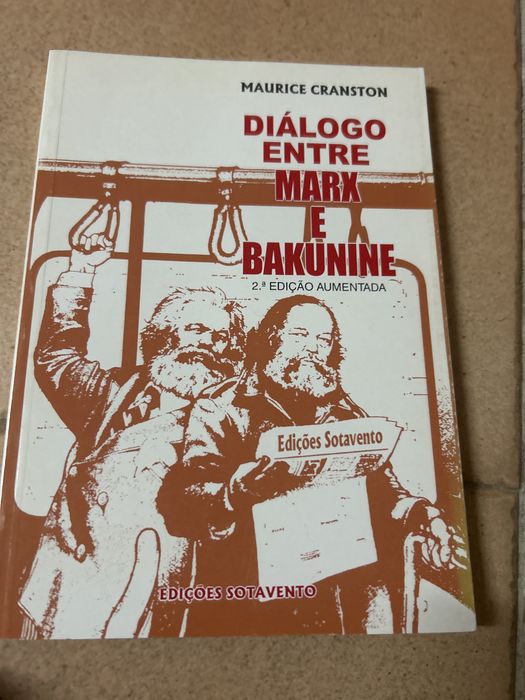 MAURICE CRANSTON
DIÁLOGO
ENTRE
MARX
E
BAKUNINE
2.ª EDIÇÃO AUMENTADA
Edições Sotavento
EDIÇÕES SOTAVENTO